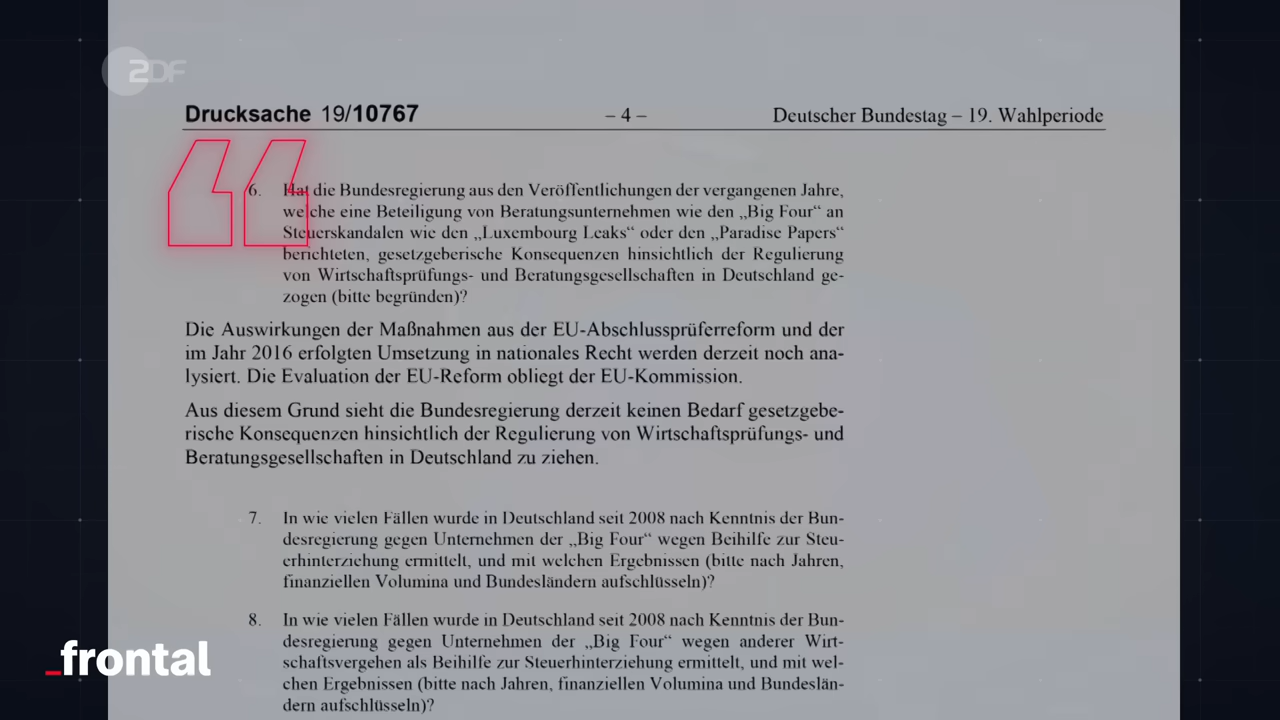 ZDF
Drucksache 19/10767 – 4 – Deutscher Bundestag – 19. Wahlperiode
6. Hat die Bundesregierung aus den Veröffentlichungen der vergangenen Jahre,
welche eine Beteiligung von Beratungsunternehmen wie den „Big Four“ an
Steuerskandalen wie den „Luxembourg Leaks“ oder den „Paradise Papers“
berichteten, gesetzgeberische Konsequenzen hinsichtlich der Regulierung
von Wirtschaftsprüfungs- und Beratungsgesellschaften in Deutschland ge-
zogen (bitte begründen)?
Die Auswirkungen der Maßnahmen aus der EU-Abschlussprüferreform und der
im Jahr 2016 erfolgten Umsetzung in nationales Recht werden derzeit noch ana-
lysiert. Die Evaluation der EU-Reform obliegt der EU-Kommission.
Aus diesem Grund sieht die Bundesregierung derzeit keinen Bedarf gesetzgebe-
rische Konsequenzen hinsichtlich der Regulierung von Wirtschaftsprüfungs- und
Beratungsgesellschaften in Deutschland zu ziehen.
7. In wie vielen Fällen wurde in Deutschland seit 2008 nach Kenntnis der Bun-
desregierung gegen Unternehmen der „Big Four“ wegen Beihilfe zur Steu-
erhinterziehung ermittelt, und mit welchen Ergebnissen (bitte nach Jahren,
finanziellen Volumina und Bundesländern aufschlüsseln)?
8. In wie vielen Fällen wurde in Deutschland seit 2008 nach Kenntnis der Bun-
desregierung gegen Unternehmen der „Big Four“ wegen anderer Wirt-
schaftsvergehen als Beihilfe zur Steuerhinterziehung ermittelt, und mit wel-
chen Ergebnissen (bitte nach Jahren, finanziellen Volumina und Bundeslän-
dern aufschlüsseln)?
_frontal